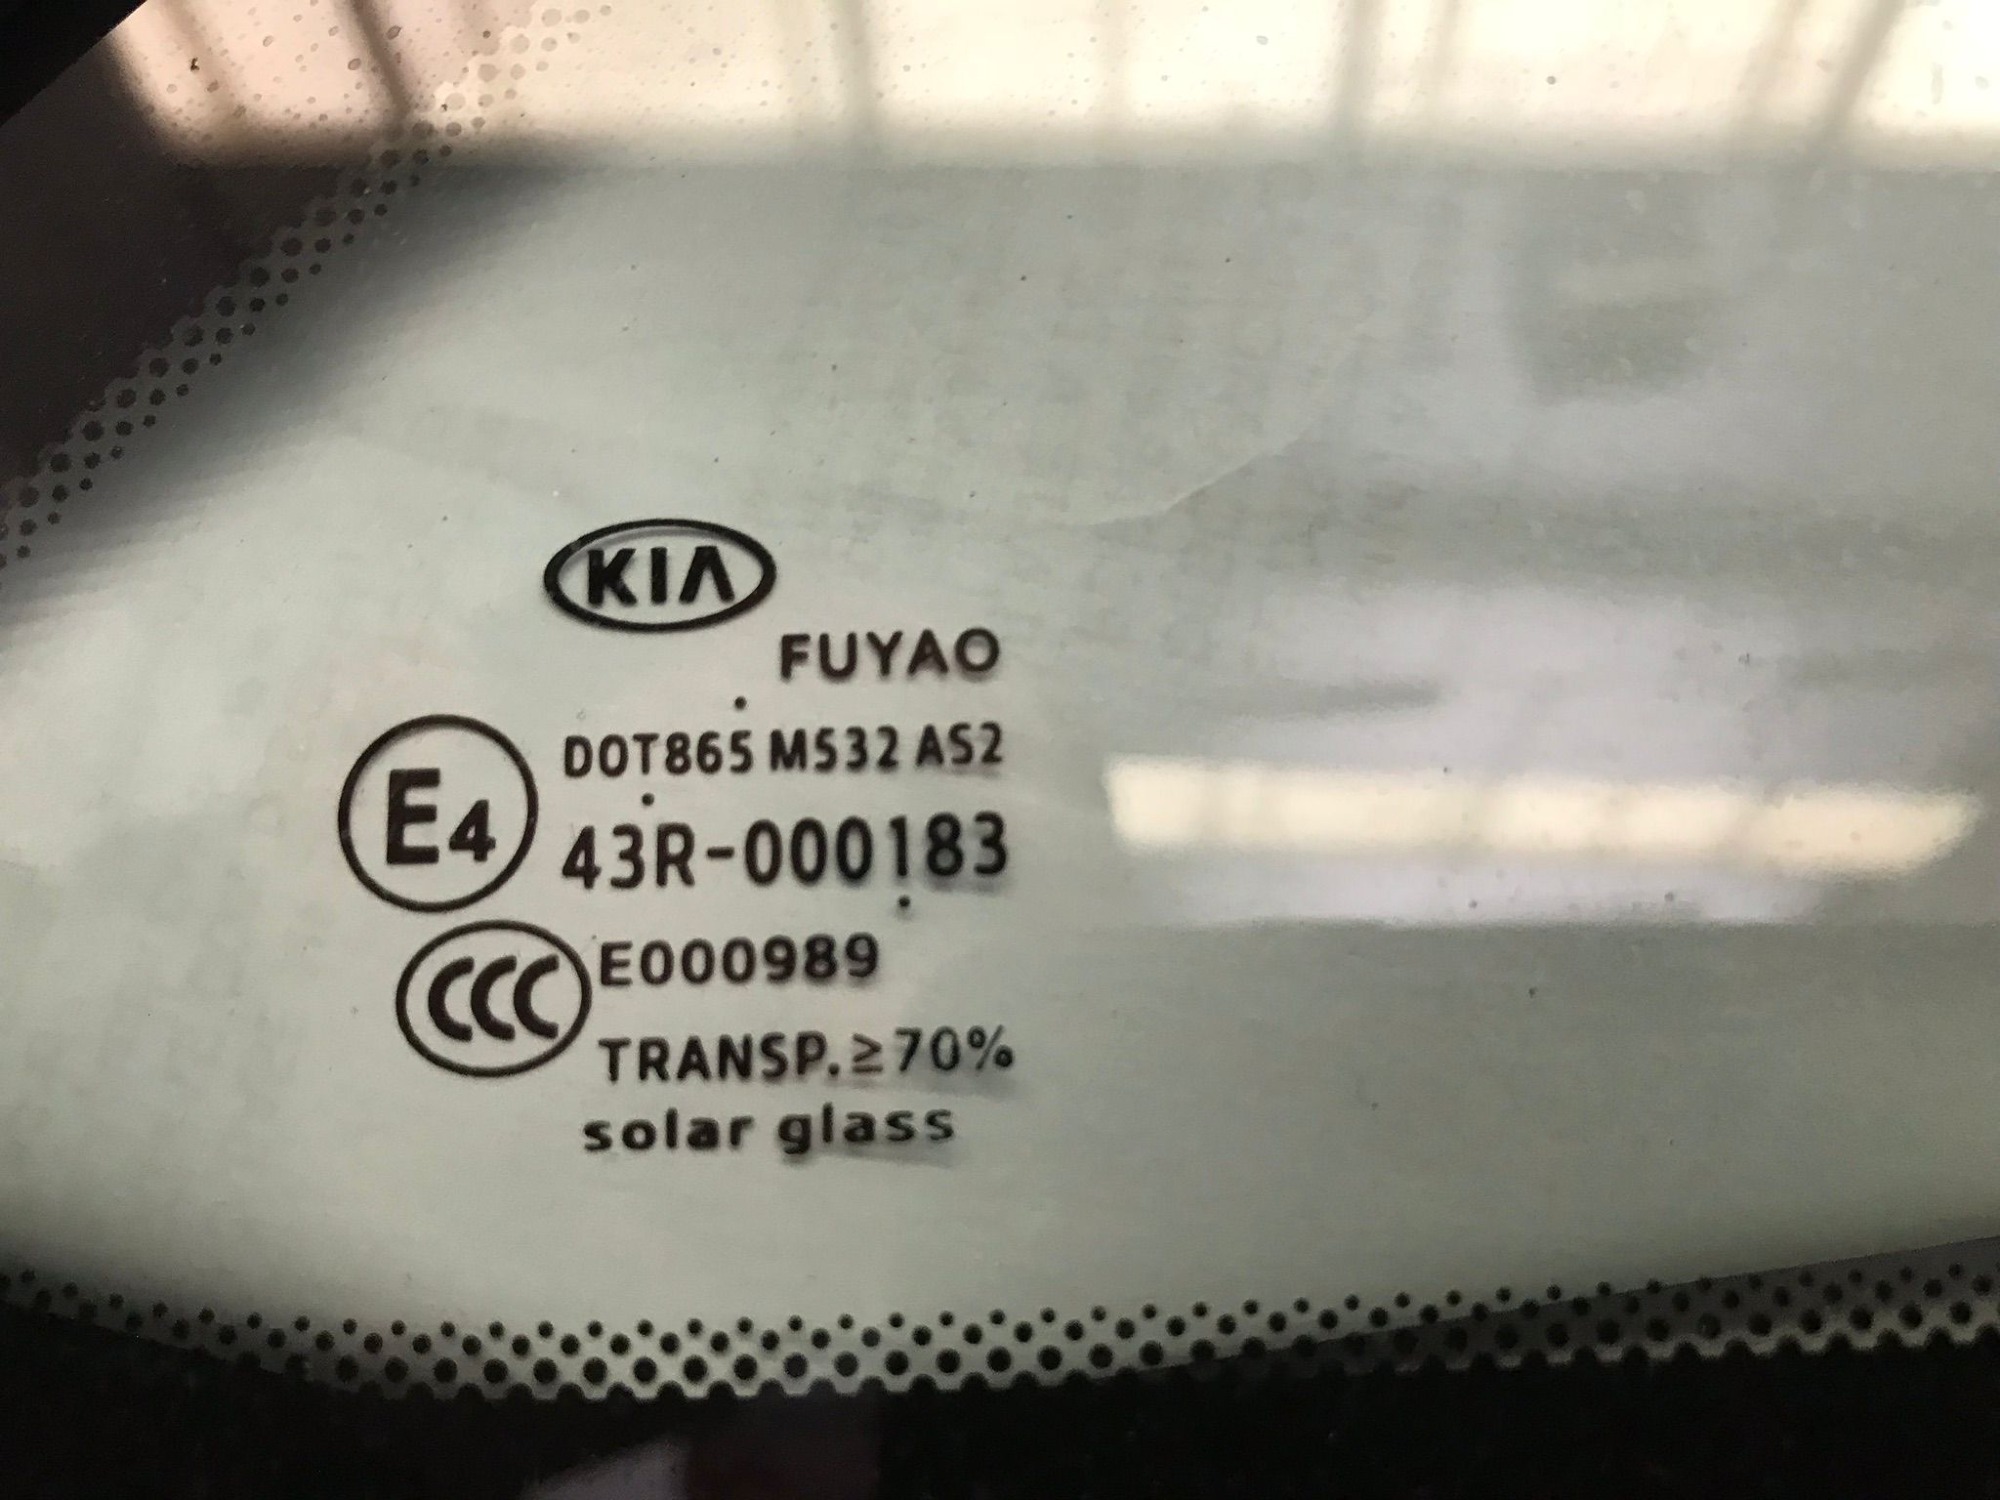 KIA
FUYAO
DOT865 M532 AS2
E4 43R-000183
CCC E000989
TRANSP.≥70%
solar glass